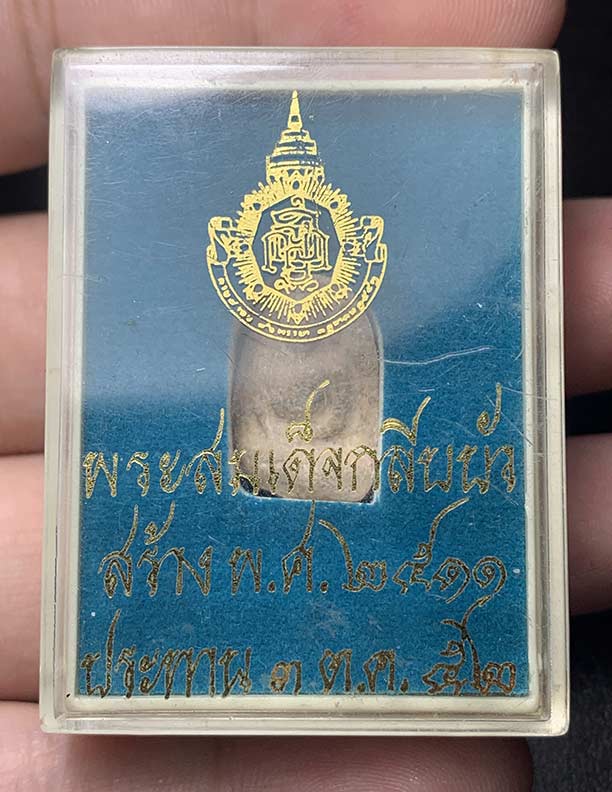 พระสมเด็จกลีบบัว
สร้าง พ.ศ. ๒๕๑๑
ประทาน ๓ ต.ค. ๕๒